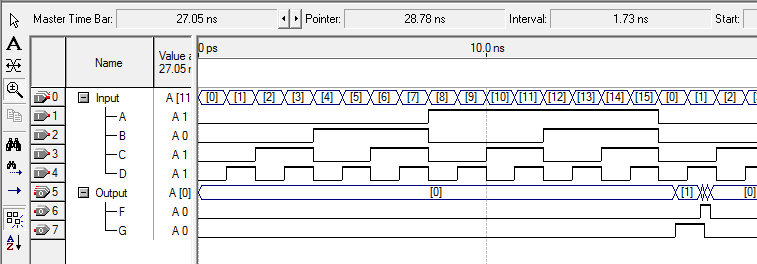 Master Time Bar: 27.05 ns Pointer: 28.78 ns Interval: 1.73 ns Start:
Name Value a
27.05 n
0 ps 10.0 ns
0 Input A [11 [0] [1] [2] [3] [4] [5] [6] [7] [8] [9] [10] [11] [12] [13] [14] [15] [0] [1] [2]
1 A A 1
2 B A 0
3 C A 1
4 D A 1
5 Output A [0] [0] [1] [0]
6 F A 0
7 G A 0